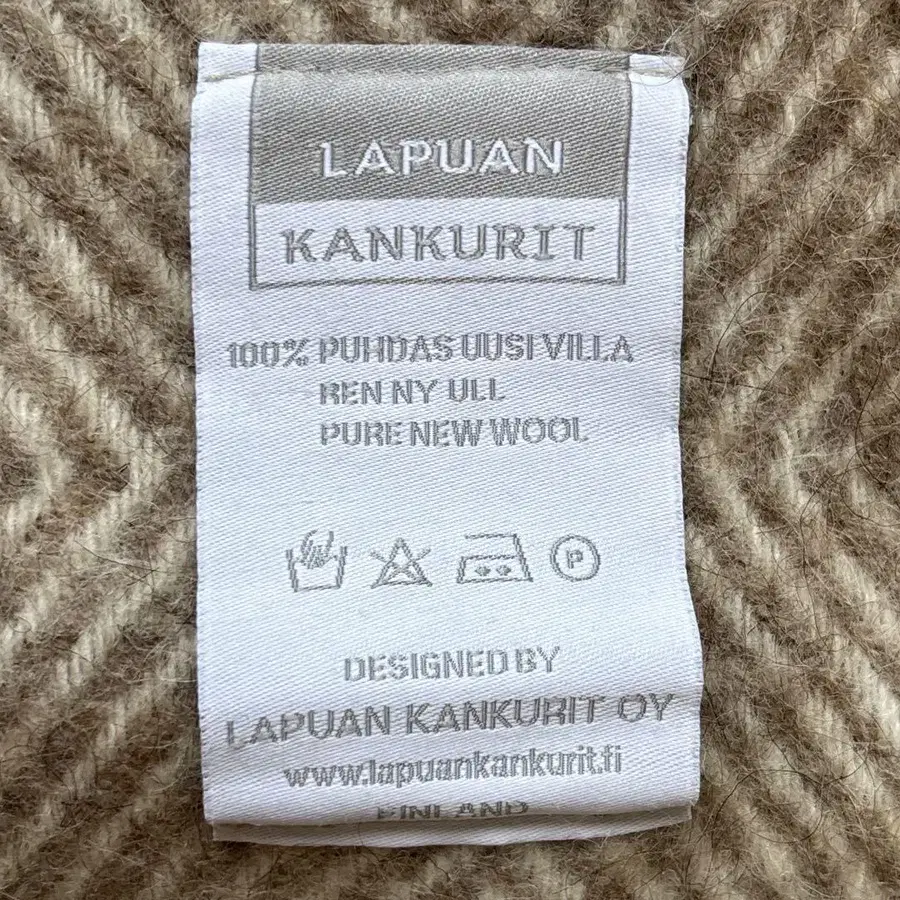 LAPUAN
KANKURIT
100% PUHDAS UUSI VILLA
REN NY ULL
PURE NEW WOOL
P
DESIGNED BY
LAPUAN KANKURIT OY
www.lapuankankurit.fi
FINLAND